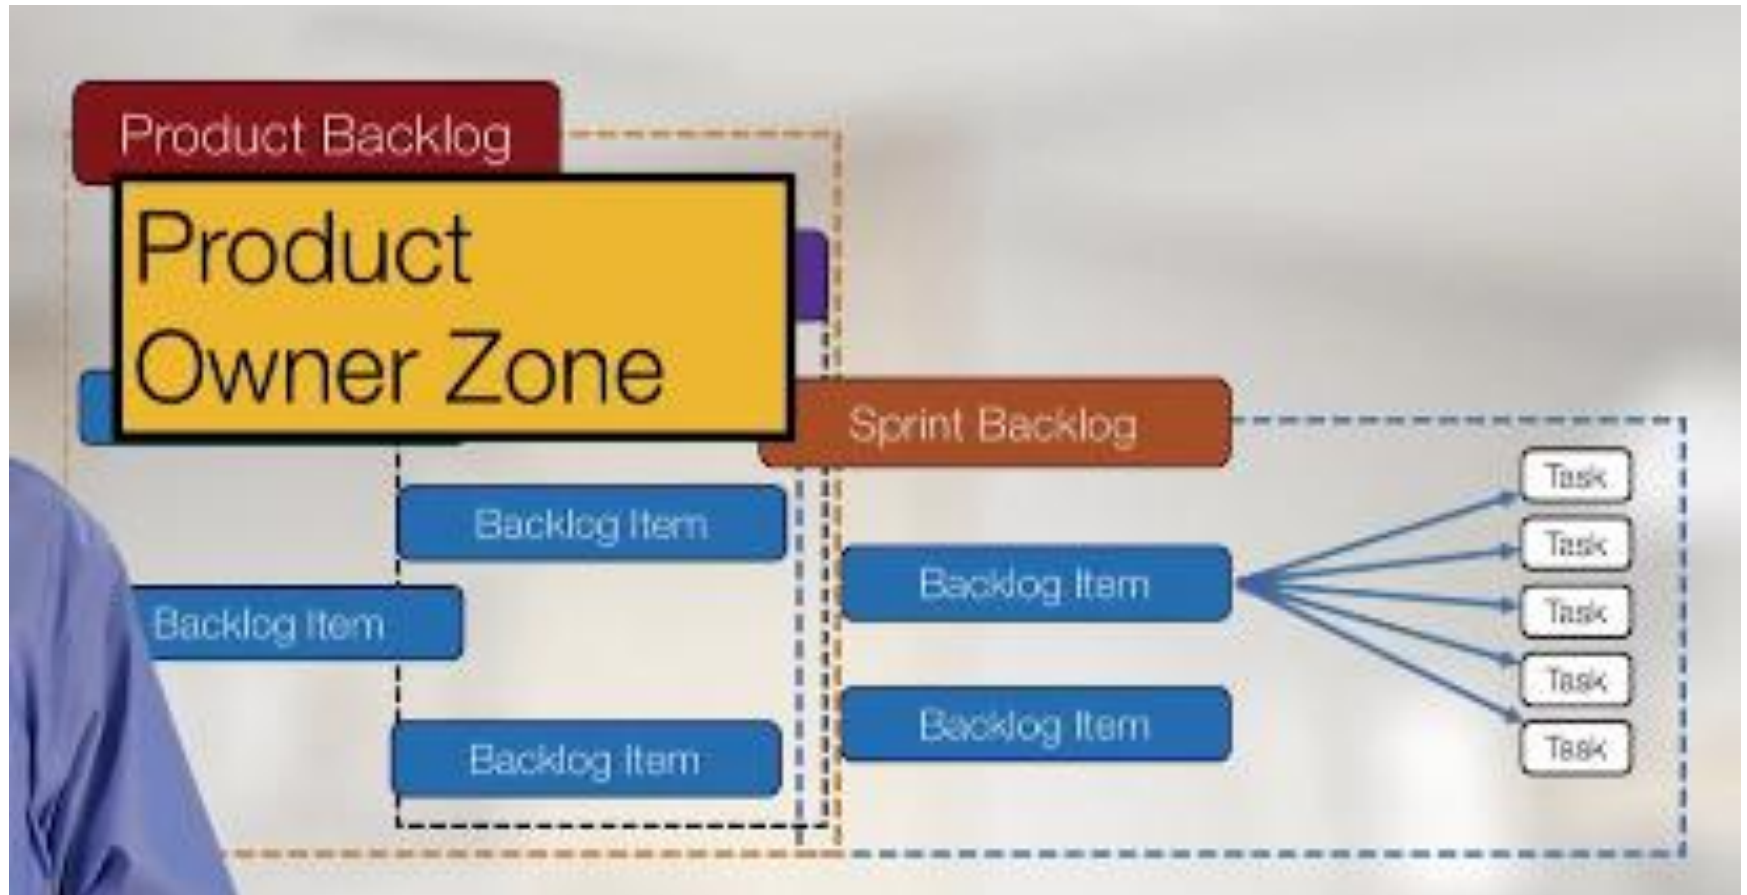 Product Backlog
Product
Owner Zone
Sprint Backlog
Task
Backlog Item
Task
Backlog Item
Task
Backlog Item
Task
Backlog Item
Backlog Item
Task